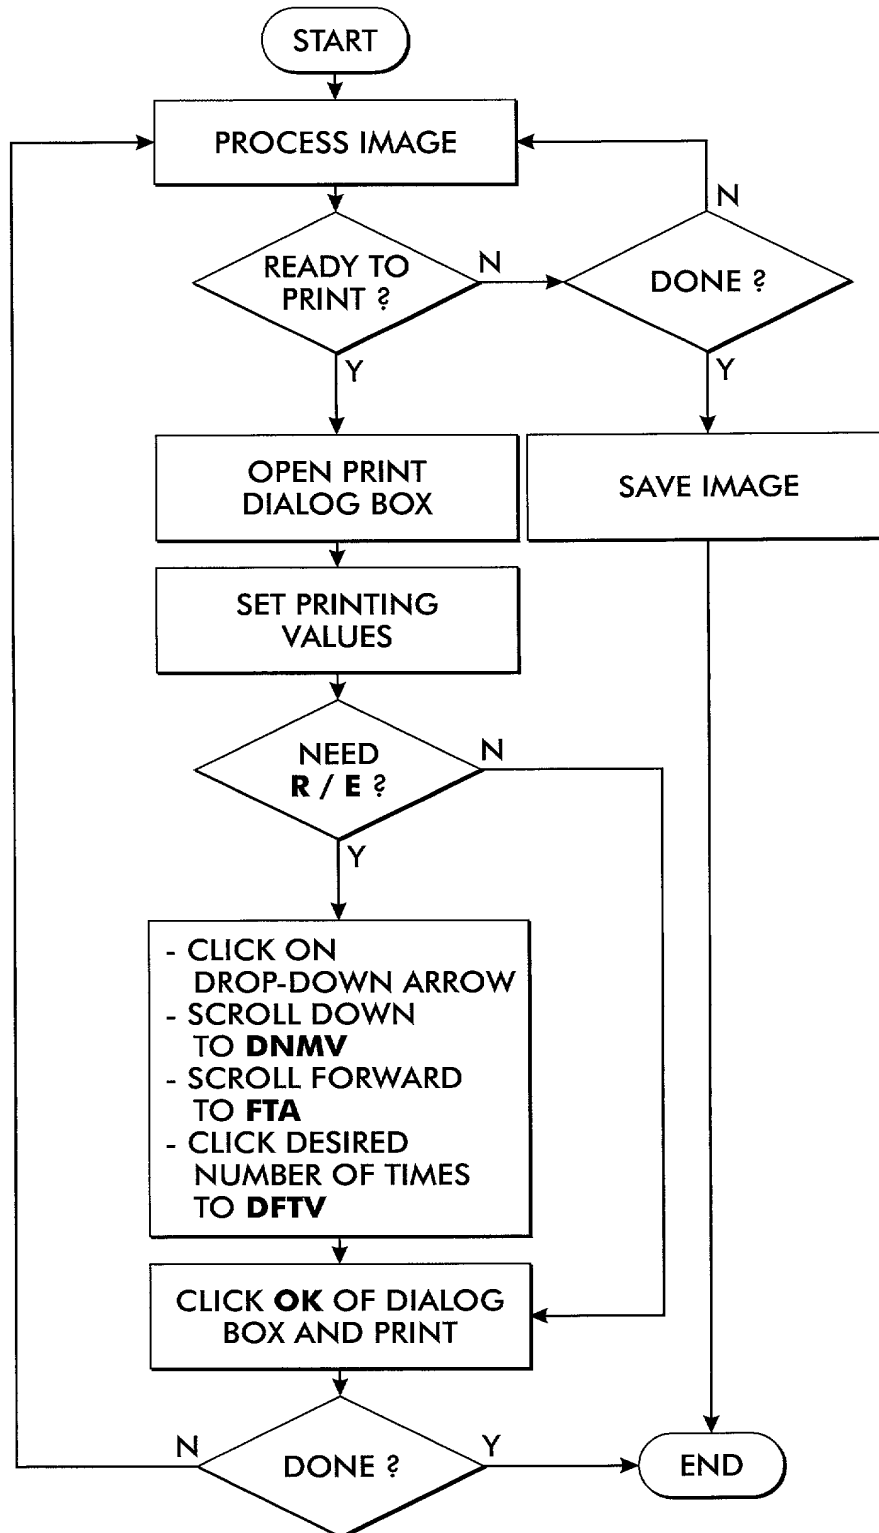 START
PROCESS IMAGE
N
READY TO
PRINT ?
N
DONE ?
Y
Y
OPEN PRINT
DIALOG BOX
SAVE IMAGE
SET PRINTING
VALUES
NEED
R / E ?
N
Y
- CLICK ON
DROP-DOWN ARROW
- SCROLL DOWN
TO DNMV
- SCROLL FORWARD
TO FTA
- CLICK DESIRED
NUMBER OF TIMES
TO DFTV
CLICK OK OF DIALOG
BOX AND PRINT
N
DONE ?
Y
END